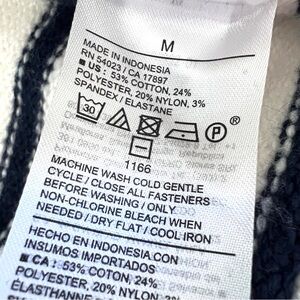 M
MADE IN INDONESIA
RN 54023 / CA 17897
■ US : 53% COTTON, 24%
POLYESTER, 20% NYLON, 3%
SPANDEX / ELASTANE
30
P
®
1166
MACHINE WASH COLD GENTLE
CYCLE / CLOSE ALL FASTENERS
BEFORE WASHING / ONLY
NON-CHLORINE BLEACH WHEN
NEEDED / DRY FLAT / COOL IRON
HECHO EN INDONESIA CON
INSUMOS IMPORTADOS
■ CA : 53% COTTON, 24%
POLYESTER, 20% NYLON, 3%
ÉLASTHANNE